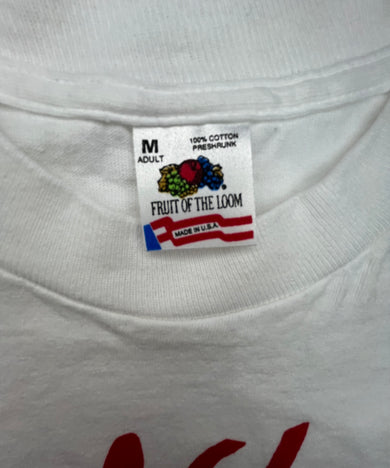 M
ADULT
100% COTTON
PRESHRUNK
FRUIT OF THE LOOM
MADE IN U.S.A.